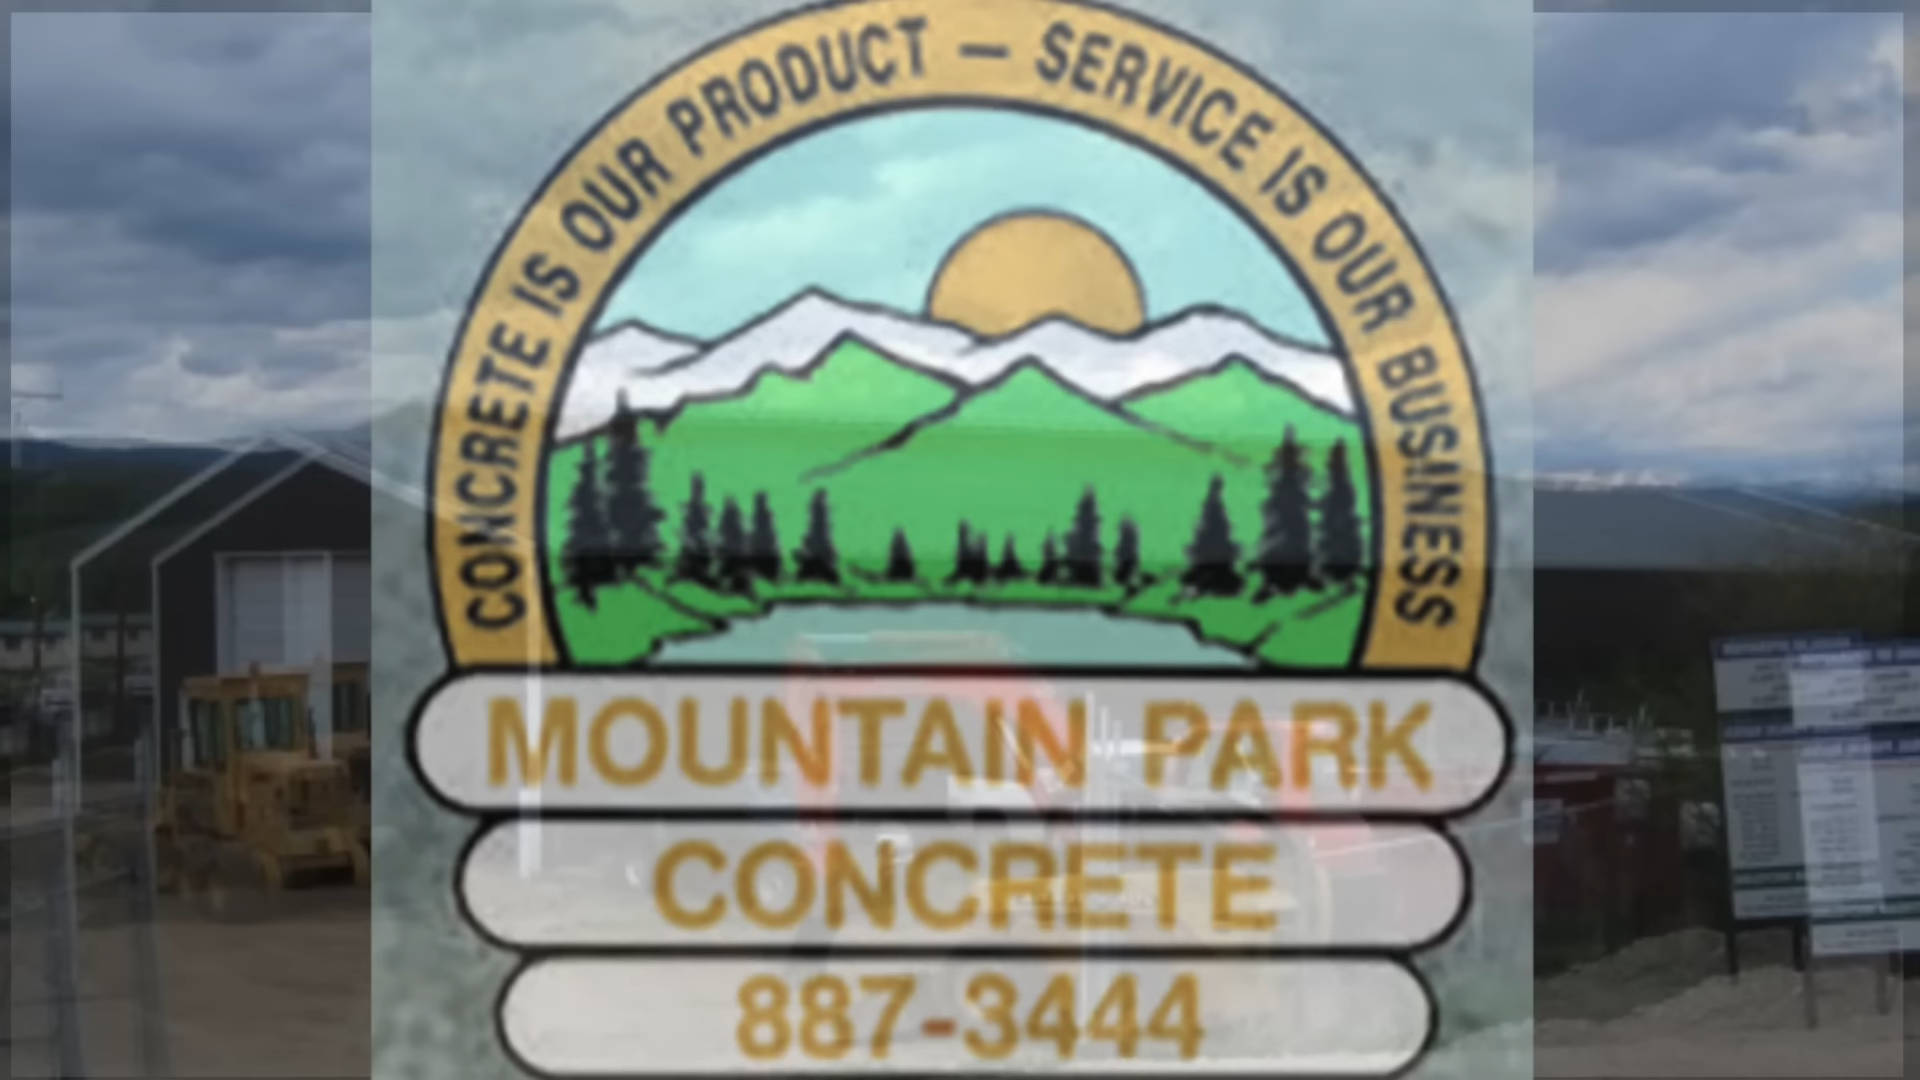 CONCRETE IS OUR PRODUCT — SERVICE IS OUR BUSINESS
MOUNTAIN PARK
CONCRETE
887-3444